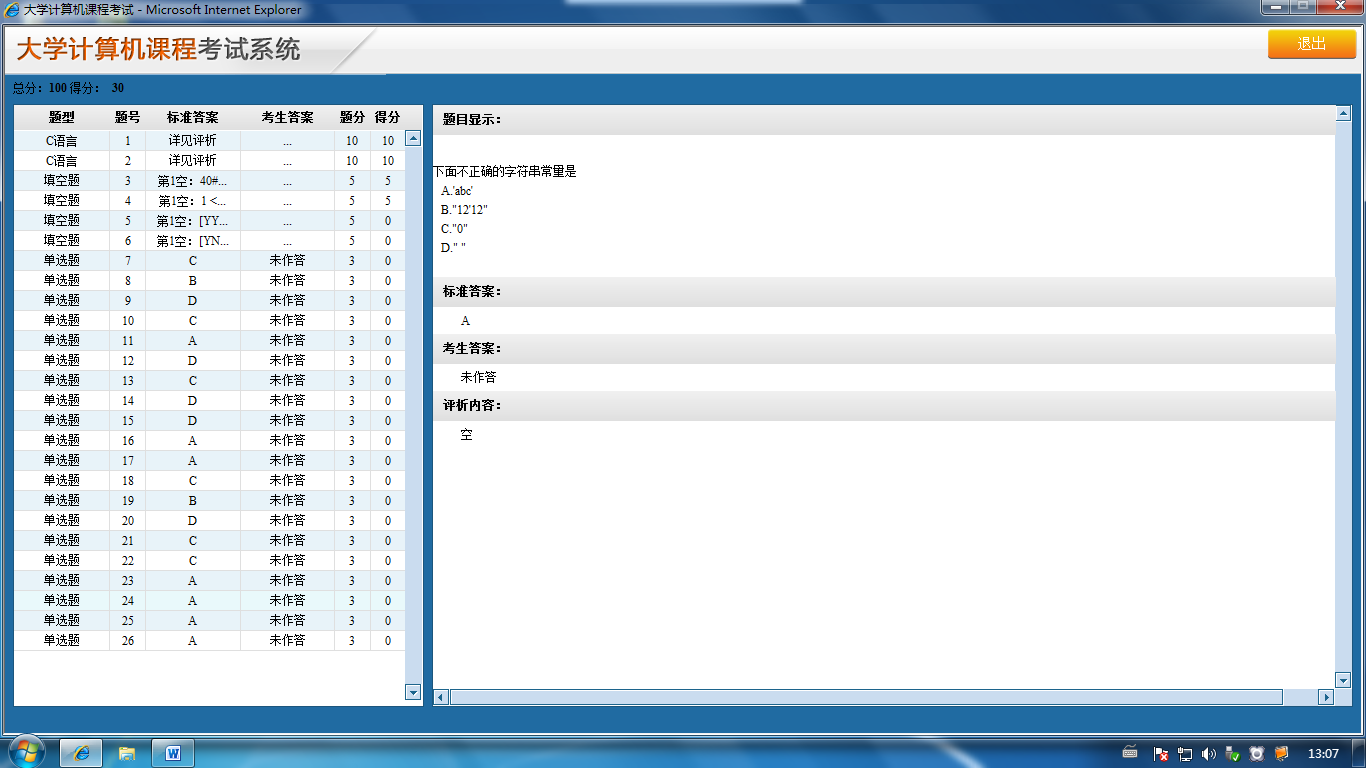 大学计算机课程考试 - Microsoft Internet Explorer
大学计算机课程考试系统
退出
总分：100 得分： 30
题型 题号 标准答案 考生答案 题分 得分
C语言 1 详见评析 ... 10 10
C语言 2 详见评析 ... 10 10
填空题 3 第1空：40#... ... 5 5
填空题 4 第1空：1 <... ... 5 5
填空题 5 第1空：[YY... ... 5 0
填空题 6 第1空：[YN... ... 5 0
单选题 7 C 未作答 3 0
单选题 8 B 未作答 3 0
单选题 9 D 未作答 3 0
单选题 10 C 未作答 3 0
单选题 11 A 未作答 3 0
单选题 12 D 未作答 3 0
单选题 13 C 未作答 3 0
单选题 14 D 未作答 3 0
单选题 15 D 未作答 3 0
单选题 16 A 未作答 3 0
单选题 17 A 未作答 3 0
单选题 18 C 未作答 3 0
单选题 19 B 未作答 3 0
单选题 20 D 未作答 3 0
单选题 21 C 未作答 3 0
单选题 22 C 未作答 3 0
单选题 23 A 未作答 3 0
单选题 24 A 未作答 3 0
单选题 25 A 未作答 3 0
单选题 26 A 未作答 3 0
题目显示：
下面不正确的字符串常量是
A.'abc'
B."12'12"
C."0"
D." "
标准答案：
A
考生答案：
未作答
评析内容：
空
13:07